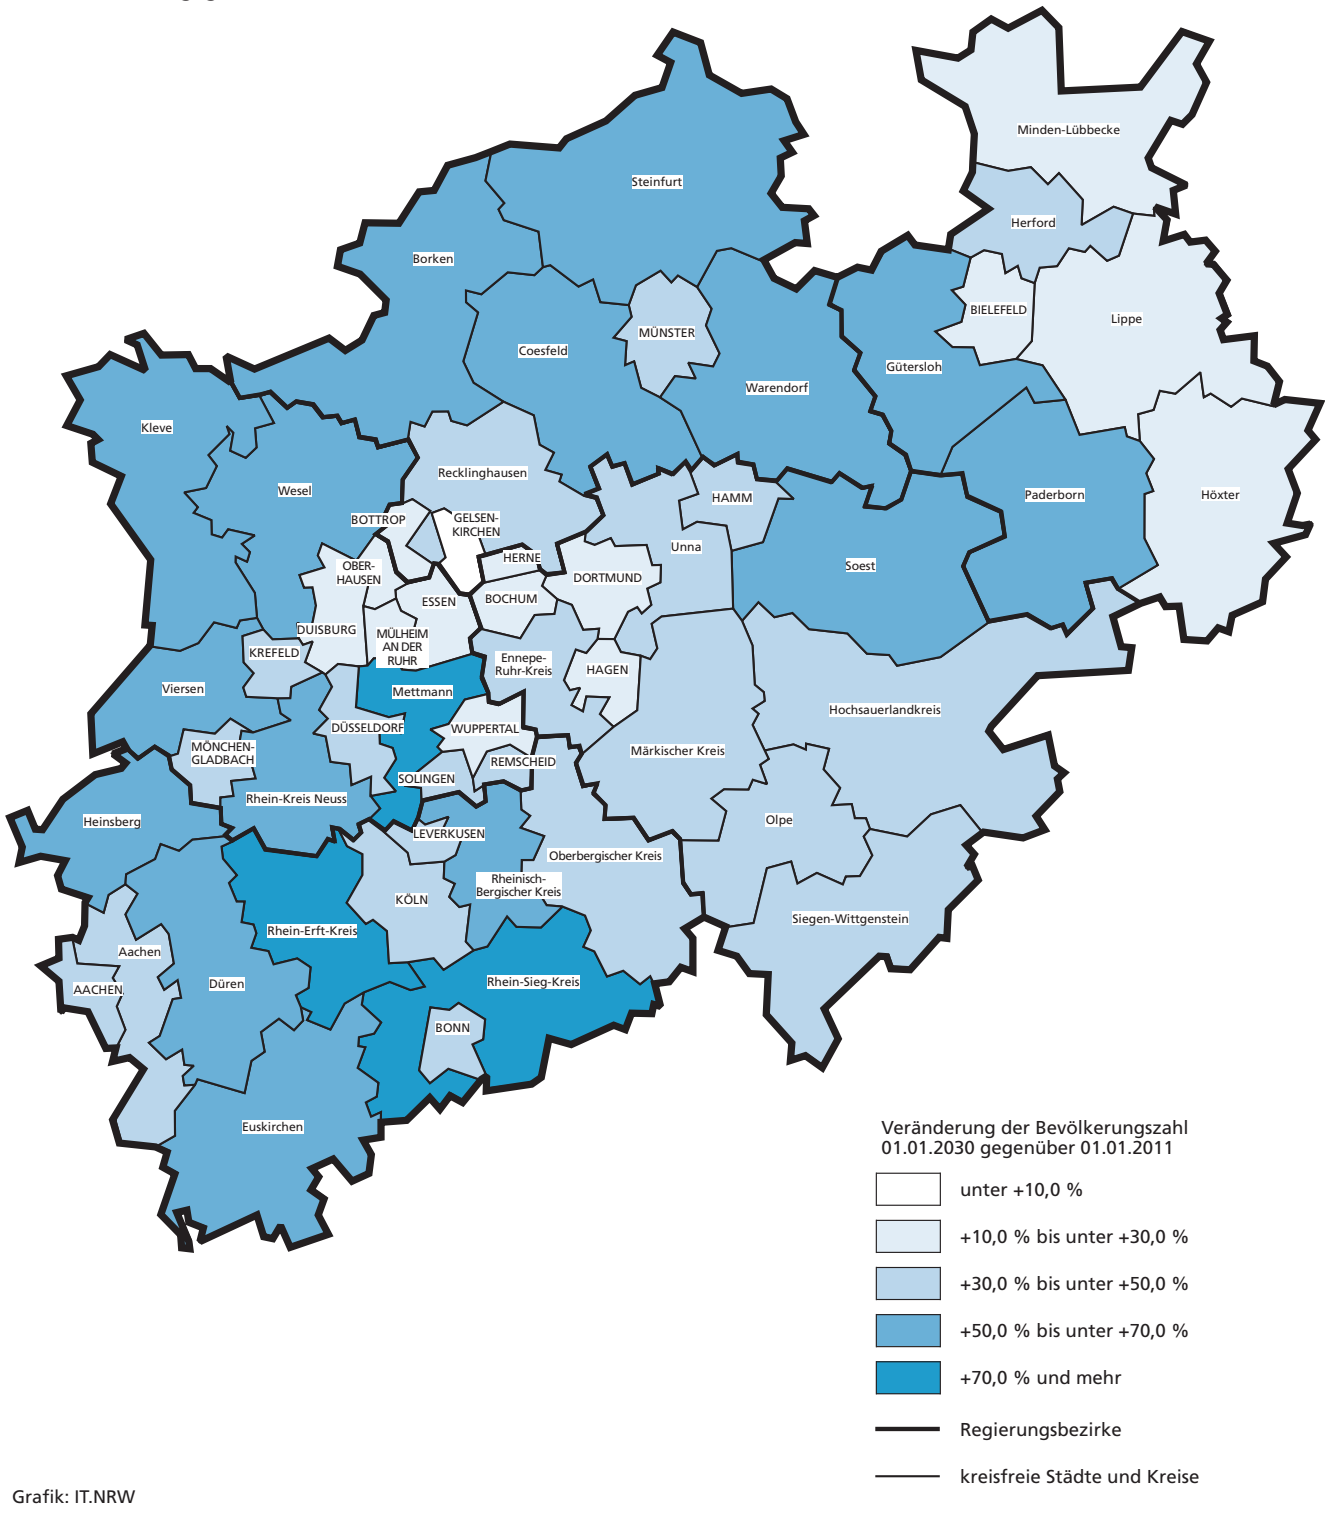 Minden-Lübbecke
Steinfurt
Herford
Borken
BIELEFELD
Lippe
MÜNSTER
Coesfeld
Gütersloh
Warendorf
Kleve
Recklinghausen
Wesel
HAMM
Paderborn
Höxter
BOTTROP
GELSEN-
KIRCHEN
Unna
HERNE
Soest
OBER-
HAUSEN
DORTMUND
ESSEN
BOCHUM
DUISBURG
MÜLHEIM
AN DER
RUHR
KREFELD
Ennepe-
Ruhr-Kreis
HAGEN
Viersen
Mettmann
Hochsauerlandkreis
DÜSSELDORF
WUPPERTAL
MÖNCHEN-
GLADBACH
Märkischer Kreis
REMSCHEID
SOLINGEN
Rhein-Kreis Neuss
Heinsberg
Olpe
LEVERKUSEN
Oberbergischer Kreis
Rheinisch-
Bergischer Kreis
KÖLN
Siegen-Wittgenstein
Rhein-Erft-Kreis
Aachen
Rhein-Sieg-Kreis
Düren
AACHEN
BONN
Euskirchen
Veränderung der Bevölkerungszahl
01.01.2030 gegenüber 01.01.2011
unter +10,0 %
+10,0 % bis unter +30,0 %
+30,0 % bis unter +50,0 %
+50,0 % bis unter +70,0 %
+70,0 % und mehr
Regierungsbezirke
kreisfreie Städte und Kreise
Grafik: IT.NRW